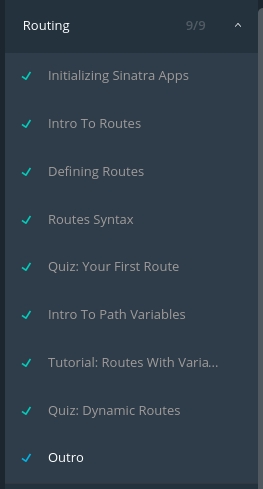 Routing 9/9
Initializing Sinatra Apps
Intro To Routes
Defining Routes
Routes Syntax
Quiz: Your First Route
Intro To Path Variables
Tutorial: Routes With Varia...
Quiz: Dynamic Routes
Outro